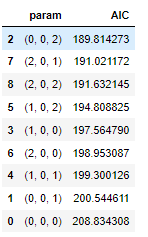 param AIC
2 (0, 0, 2) 189.814273
7 (2, 0, 1) 191.021172
8 (2, 0, 2) 191.632145
5 (1, 0, 2) 194.808825
3 (1, 0, 0) 197.564790
6 (2, 0, 0) 198.953087
4 (1, 0, 1) 199.300126
1 (0, 0, 1) 200.544611
0 (0, 0, 0) 208.834308